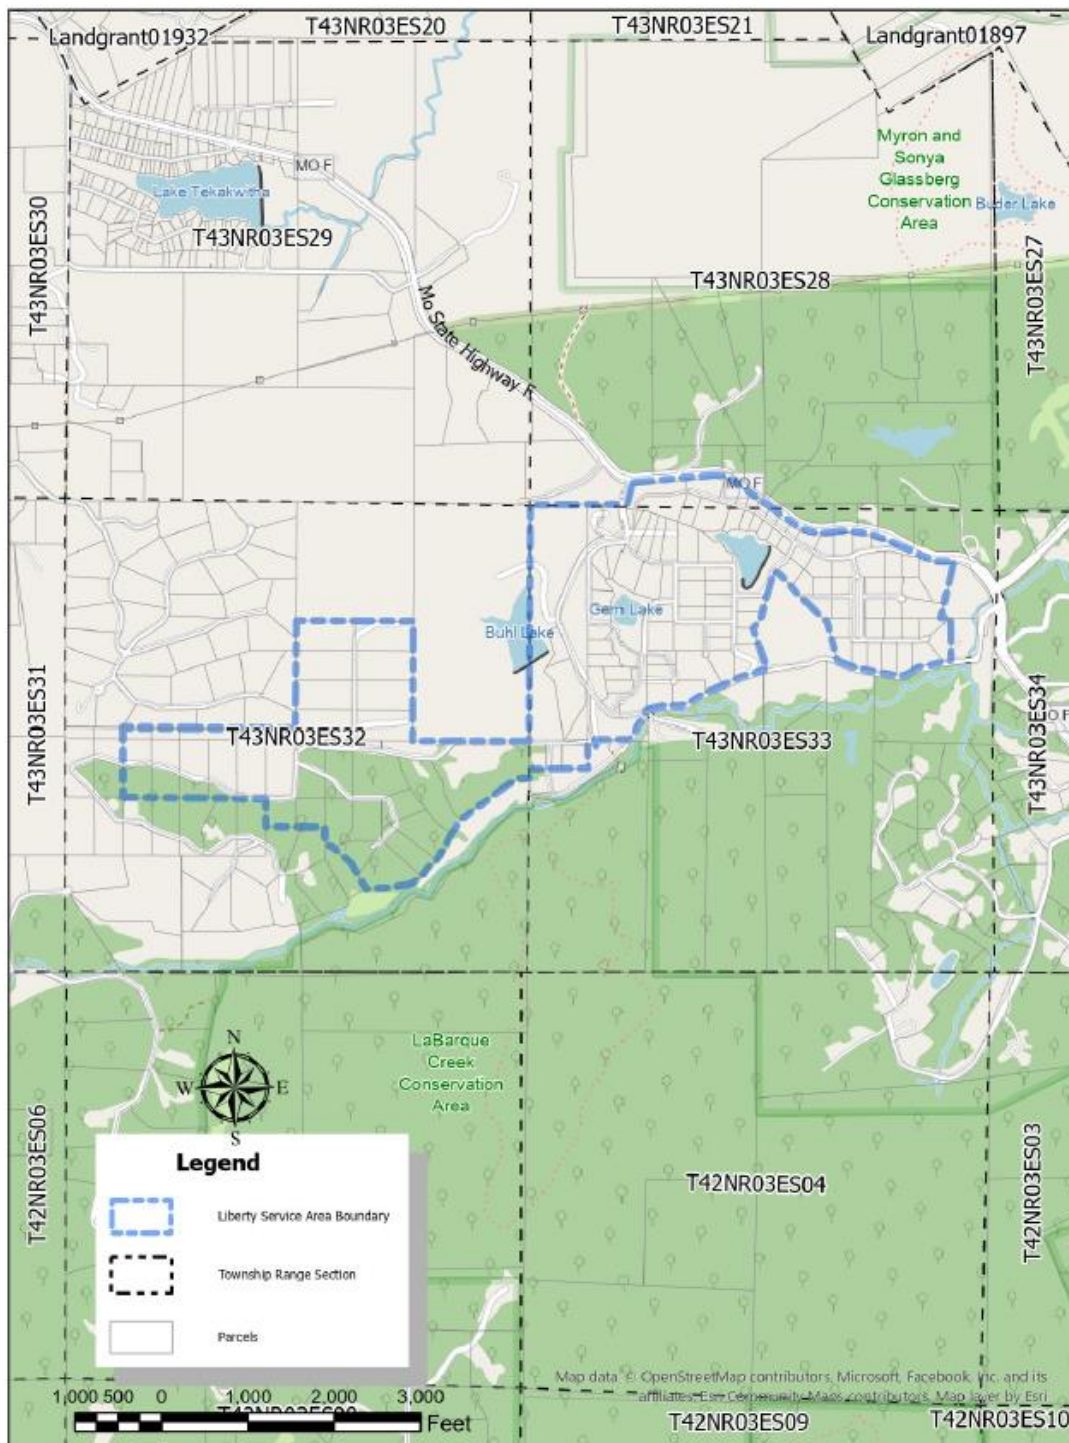 T43NR03ES20
T43NR03ES21
Landgrant01932
Landgrant01897
MO F
Myron and
Sonya
Glassberg
Conservation
Area
Lake Tekakwitha
Buder Lake
T43NR03ES30
T43NR03ES29
T43NR03ES28
T43NR03ES27
Mo State Highway F
MO F
Gem Lake
Buhl Lake
T43NR03ES31
T43NR03ES32
T43NR03ES33
T43NR03ES34
O F
LaBarque
Creek
Conservation
Area
N
W
E
S
T42NR03ES06
T42NR03ES04
T42NR03ES03
Legend
Liberty Service Area Boundary
Township Range Section
Parcels
Map data © OpenStreetMap contributors, Microsoft, Facebook, Inc. and its
affiliates, Esri Community Maps contributors, Map layer by Esri
1,000 500 0 1,000 2,000 3,000
Feet
T42NR03ES09
T42NR03ES10